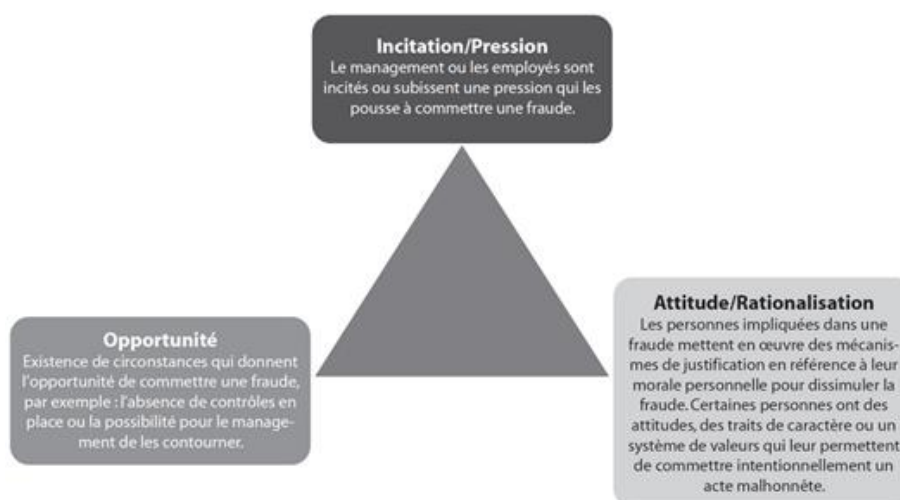 Incitation/Pression
Le management ou les employés sont
incités ou subissent une pression qui les
pousse à commettre une fraude.
Opportunité
Existence de circonstances qui donnent
l'opportunité de commettre une fraude,
par exemple : l'absence de contrôles en
place ou la possibilité pour le manage-
ment de les contourner.
Attitude/Rationalisation
Les personnes impliquées dans une
fraude mettent en œuvre des mécanis-
mes de justification en référence à leur
morale personnelle pour dissimuler la
fraude. Certaines personnes ont des
attitudes, des traits de caractère ou un
système de valeurs qui leur permettent
de commettre intentionnellement un
acte malhonnête.